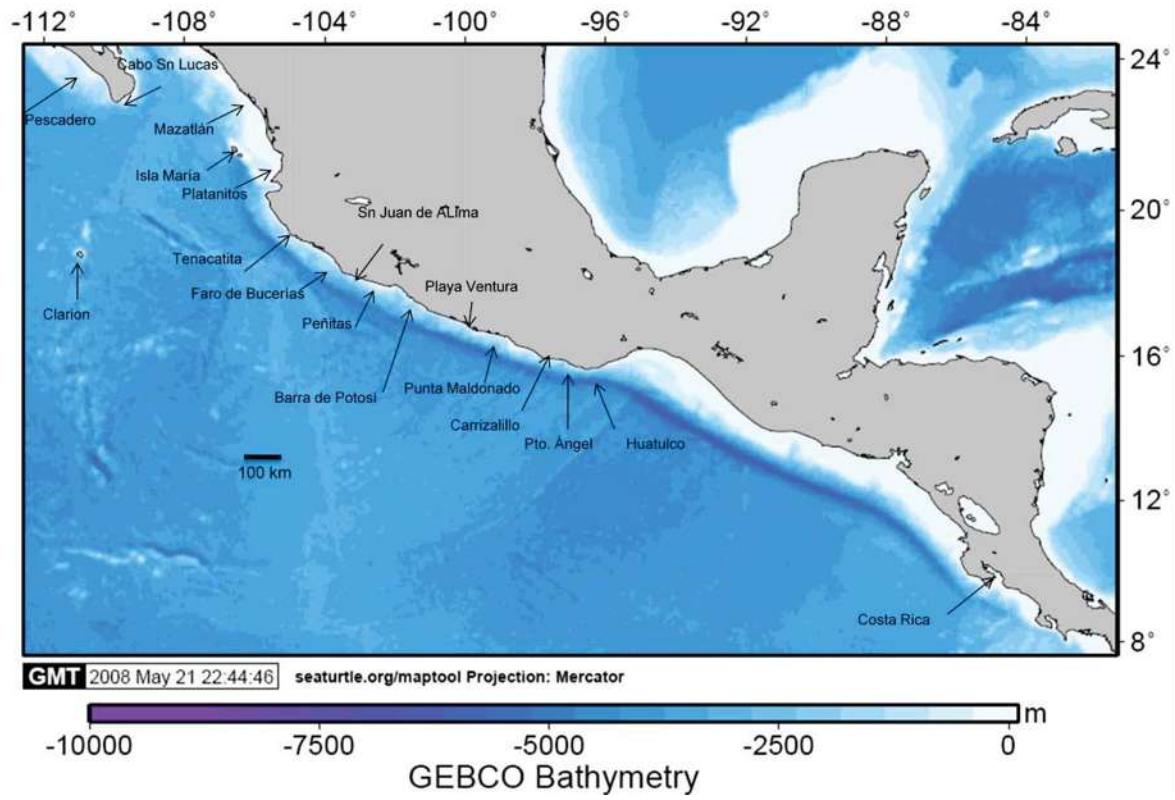 -112° -108° -104° -100° -96° -92° -88° -84°
24°
20°
16°
12°
8°
Cabo Sn Lucas
Pescadero
Mazatlán
Isla María
Platanitos
Sn Juan de ALima
Tenacatita
Clarion
Faro de Bucerias
Playa Ventura
Peñitas
Barra de Potosí
Punta Maldonado
Carrizalillo
Pto. Ángel
Huatulco
100 km
Costa Rica
GMT 2008 May 21 22:44:46 seaturtle.org/maptool Projection: Mercator
m
-10000 -7500 -5000 -2500 0
GEBCO Bathymetry